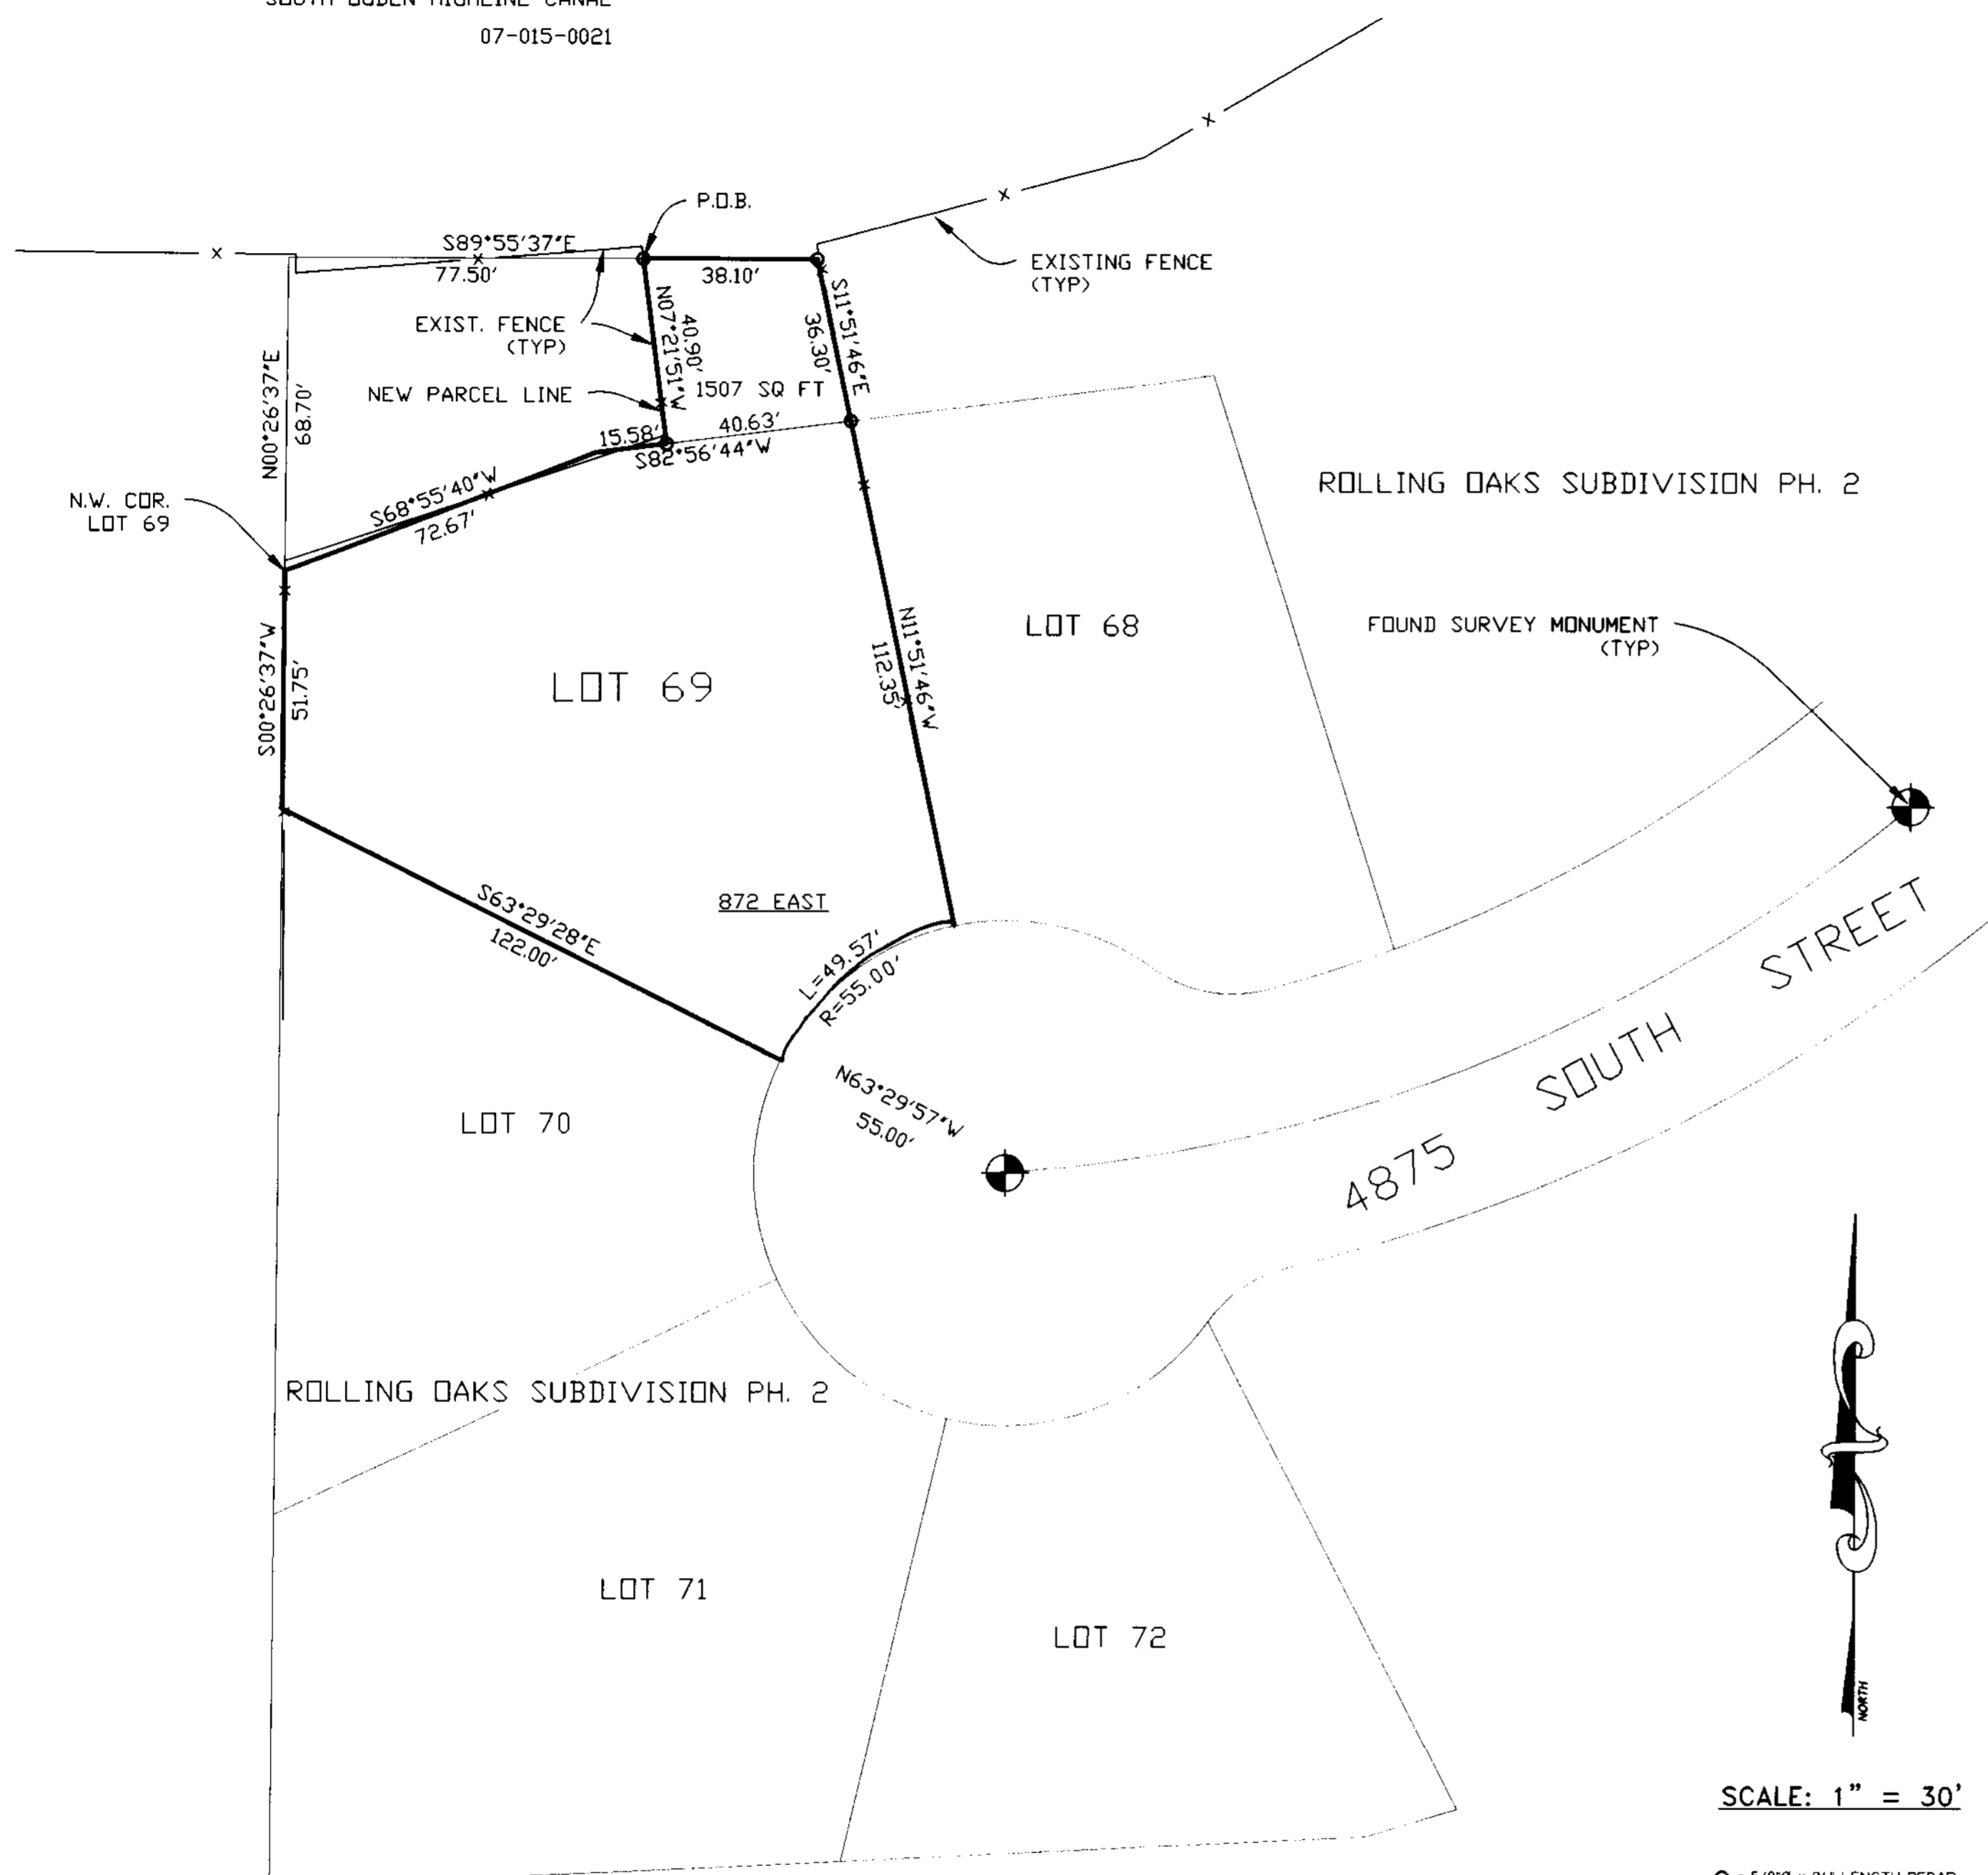 SOUTH OGDEN HIGHLINE CANAL
07-015-0021
P.O.B.
S89°55'37"E
77.50'
38.10'
EXISTING FENCE
(TYP)
S11°51'46"E
36.30'
N07°21'51"W
40.90'
EXIST. FENCE
(TYP)
N00°26'37"E
68.70'
NEW PARCEL LINE
1507 SQ FT
40.63'
15.58'
S82°56'44"W
S68°55'40"W
72.67'
N.W. COR.
LOT 69
ROLLING OAKS SUBDIVISION PH. 2
FOUND SURVEY MONUMENT
(TYP)
LOT 68
N11°51'46"W
112.35'
S00°26'37"W
51.75'
LOT 69
872 EAST
S63°29'28"E
122.00'
L=49.57'
R=55.00'
N63°29'57"W
55.00'
4875 SOUTH STREET
LOT 70
ROLLING OAKS SUBDIVISION PH. 2
LOT 71
LOT 72
NORTH
SCALE: 1" = 30'